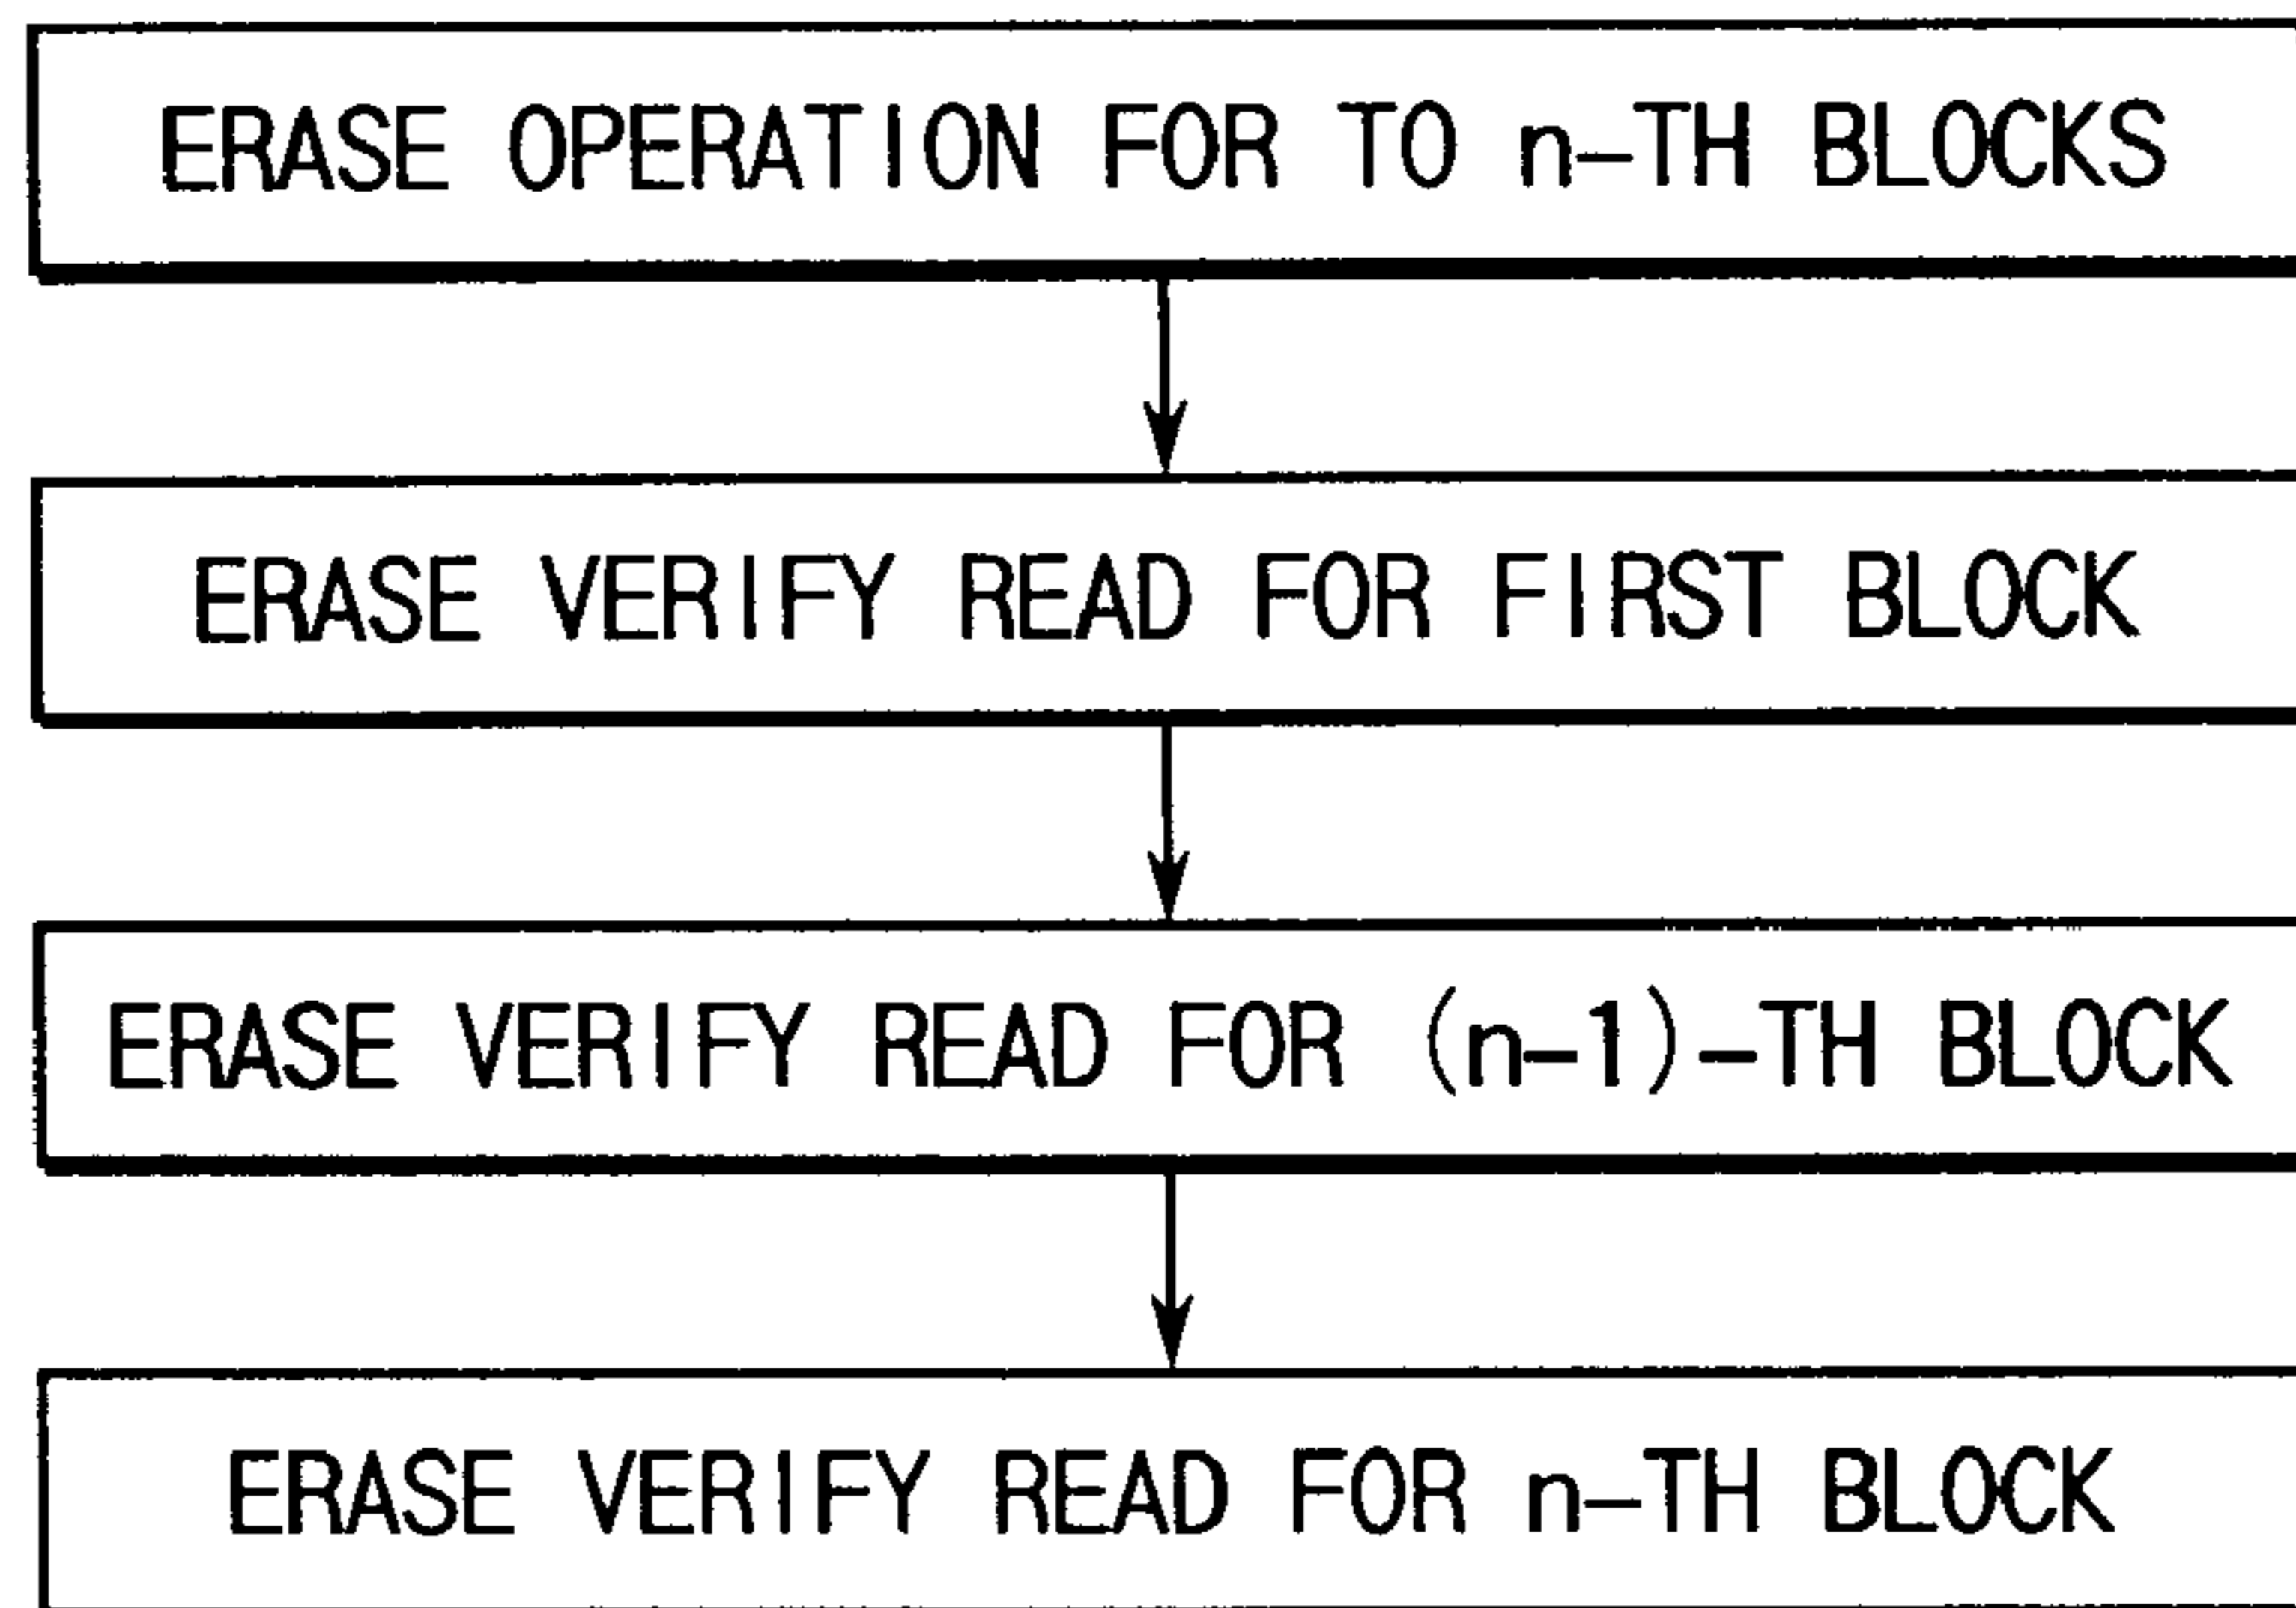 ERASE OPERATION FOR TO n-TH BLOCKS
ERASE VERIFY READ FOR FIRST BLOCK
ERASE VERIFY READ FOR (n-1)-TH BLOCK
ERASE VERIFY READ FOR n-TH BLOCK